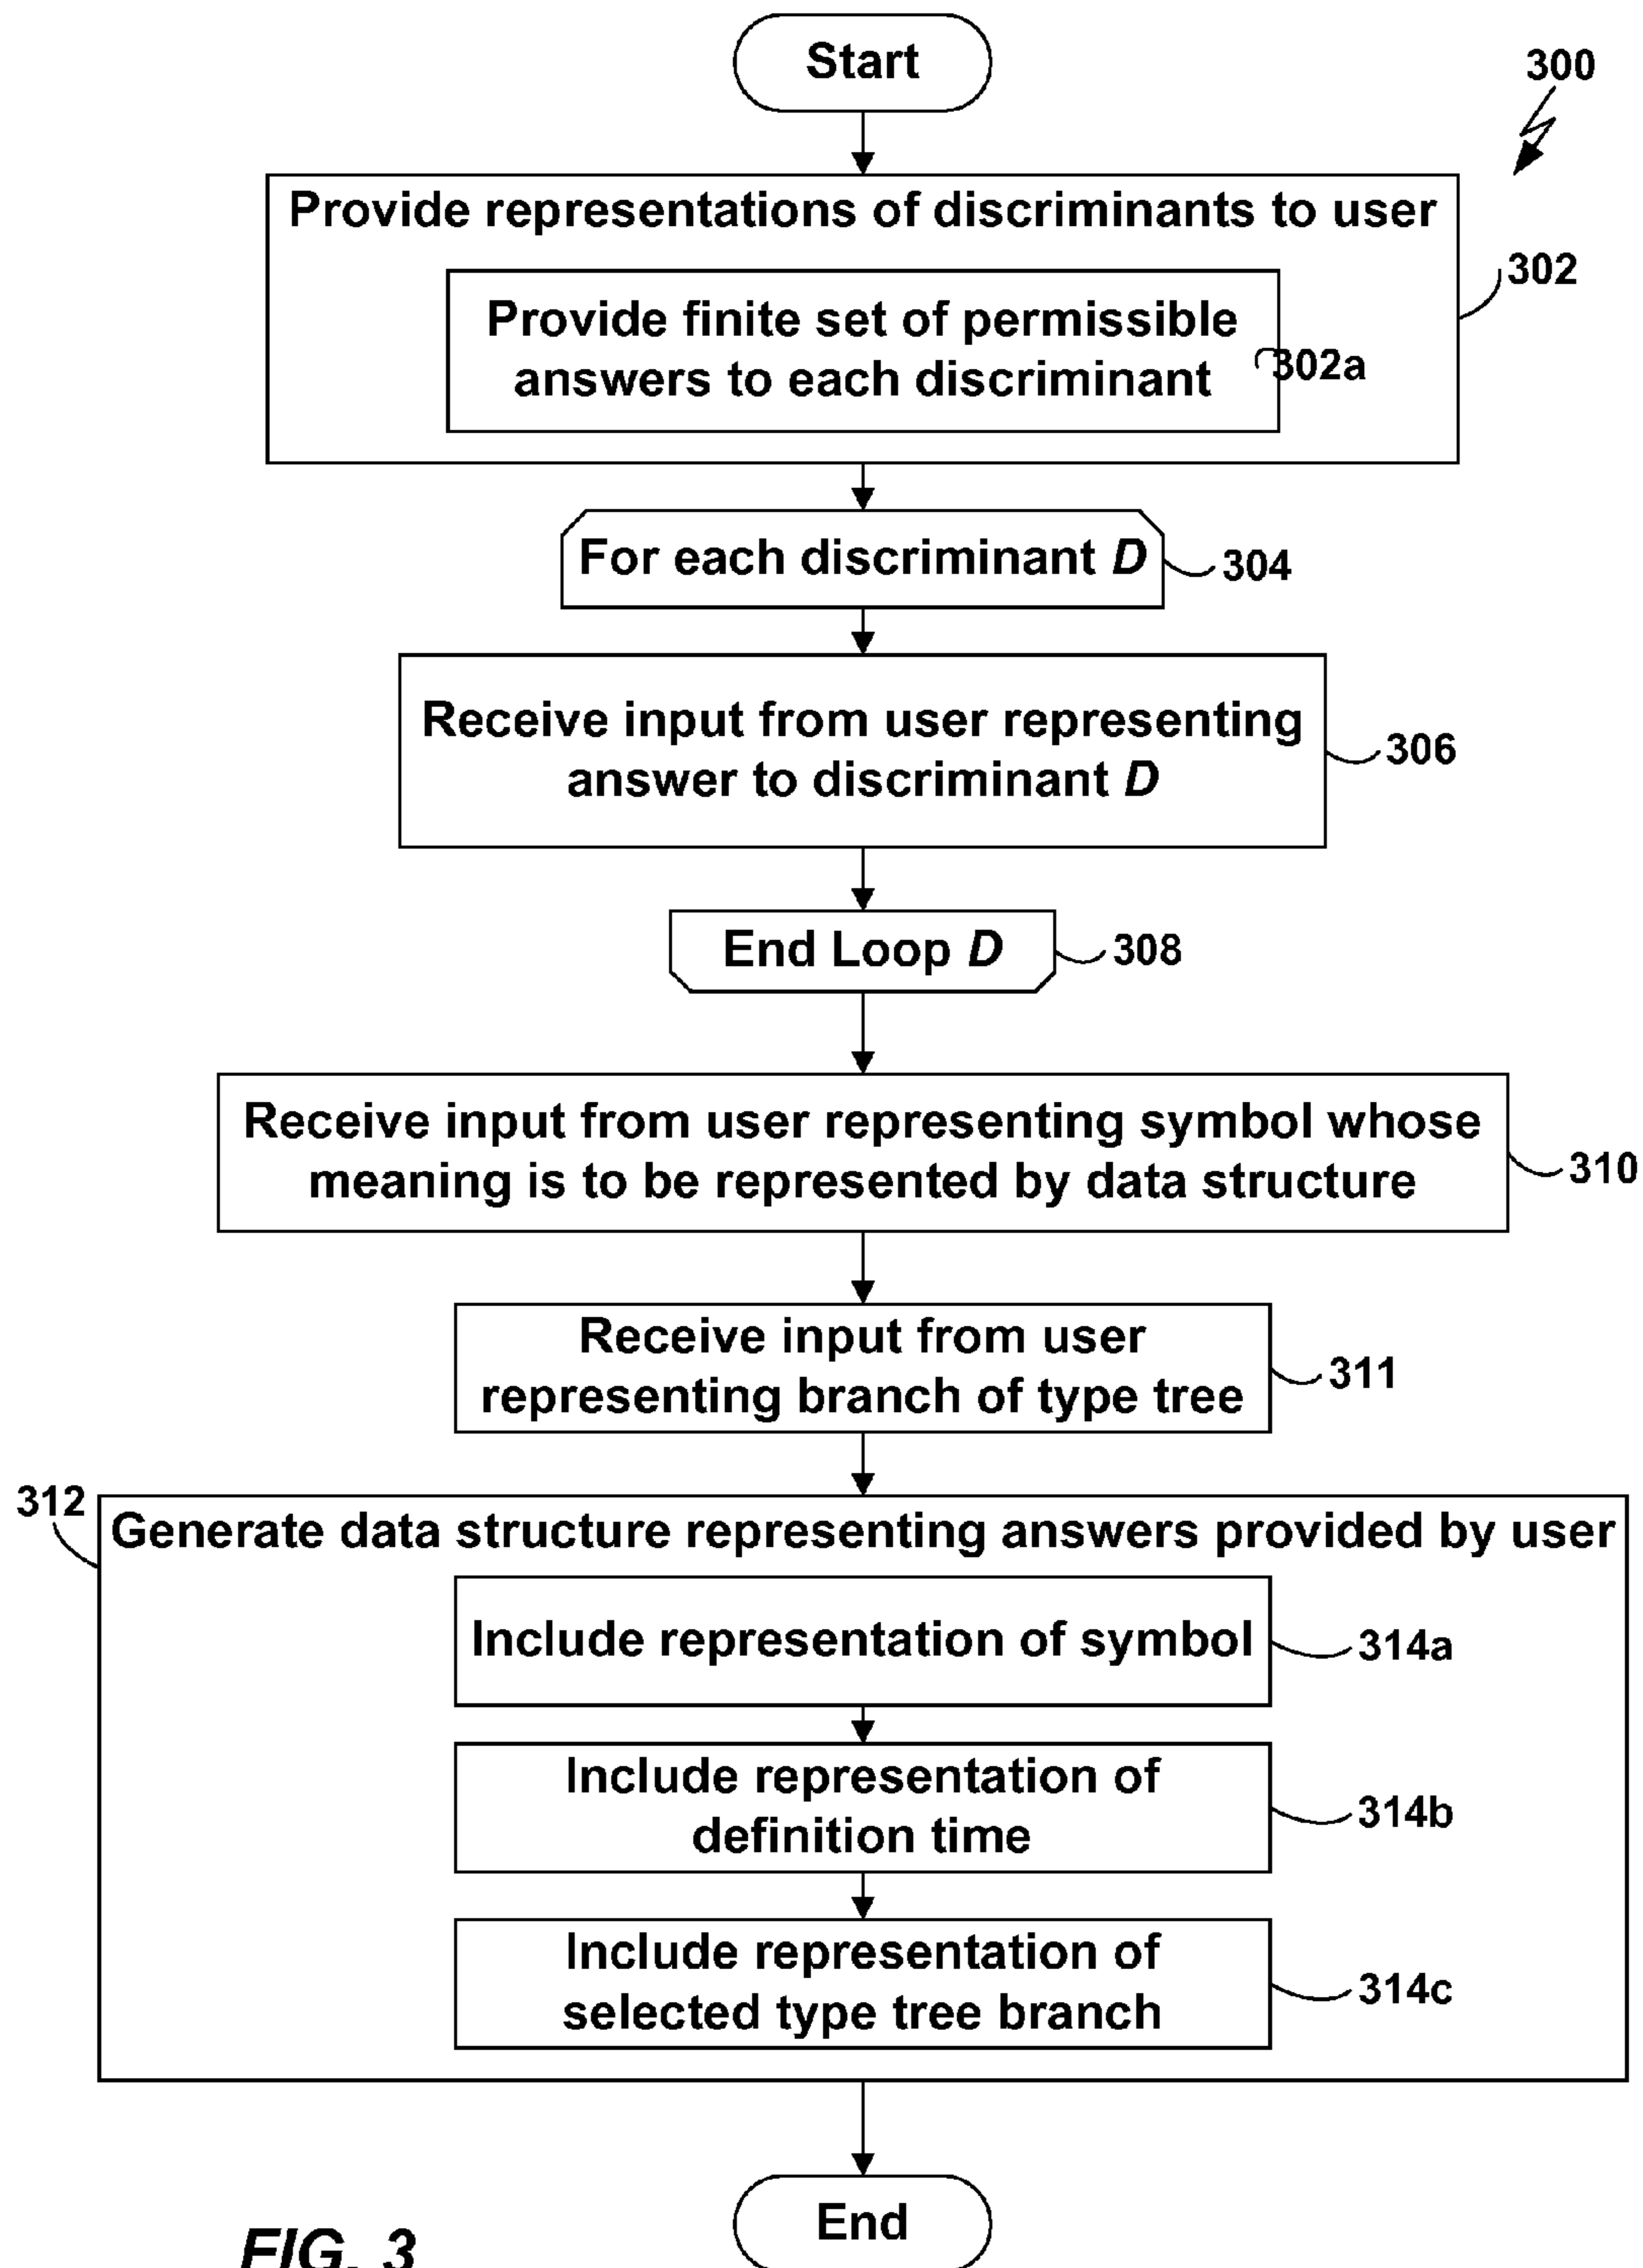 Start
300
Provide representations of discriminants to user
302
Provide finite set of permissible
answers to each discriminant
302a
For each discriminant D
304
Receive input from user representing
answer to discriminant D
306
End Loop D
308
Receive input from user representing symbol whose
meaning is to be represented by data structure
310
Receive input from user
representing branch of type tree
311
312
Generate data structure representing answers provided by user
Include representation of symbol
314a
Include representation of
definition time
314b
Include representation of
selected type tree branch
314c
End
FIG. 3